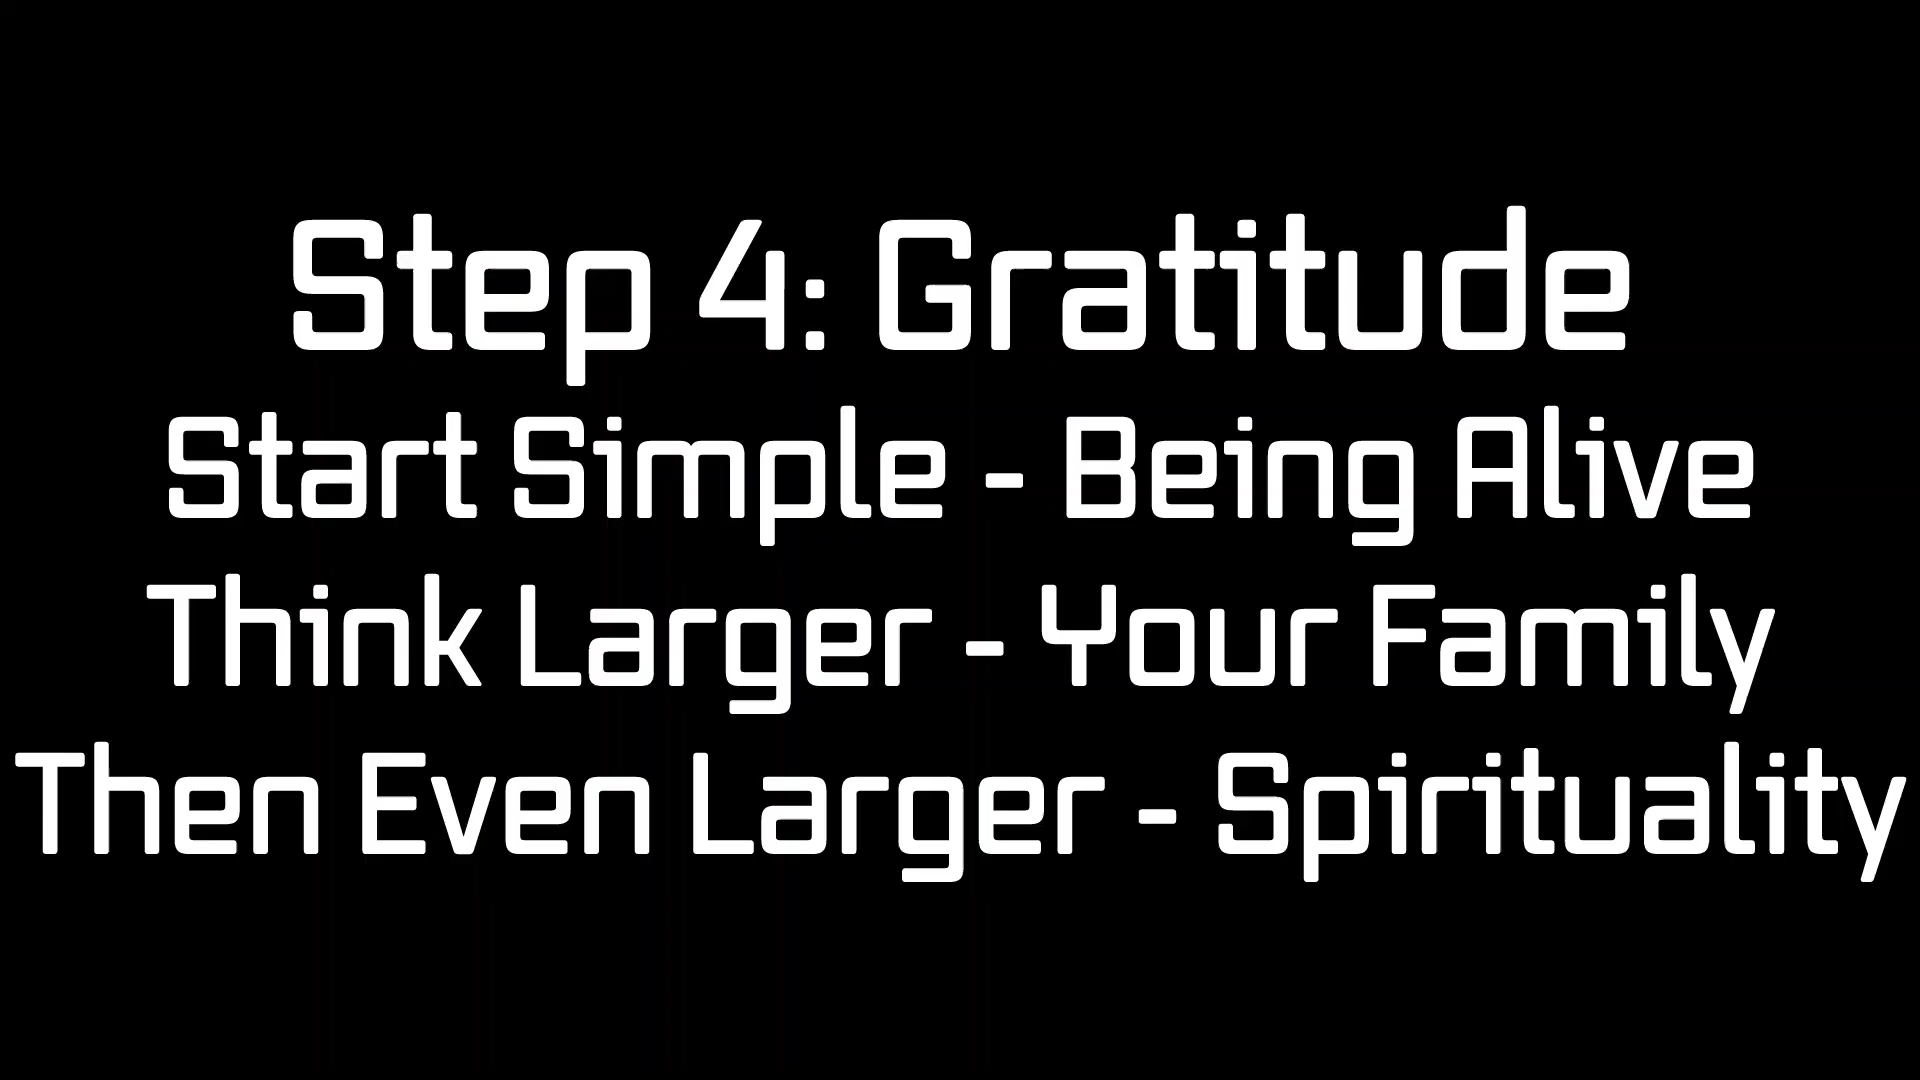 Step 4: Gratitude
Start Simple - Being Alive
Think Larger - Your Family
Then Even Larger - Spirituality